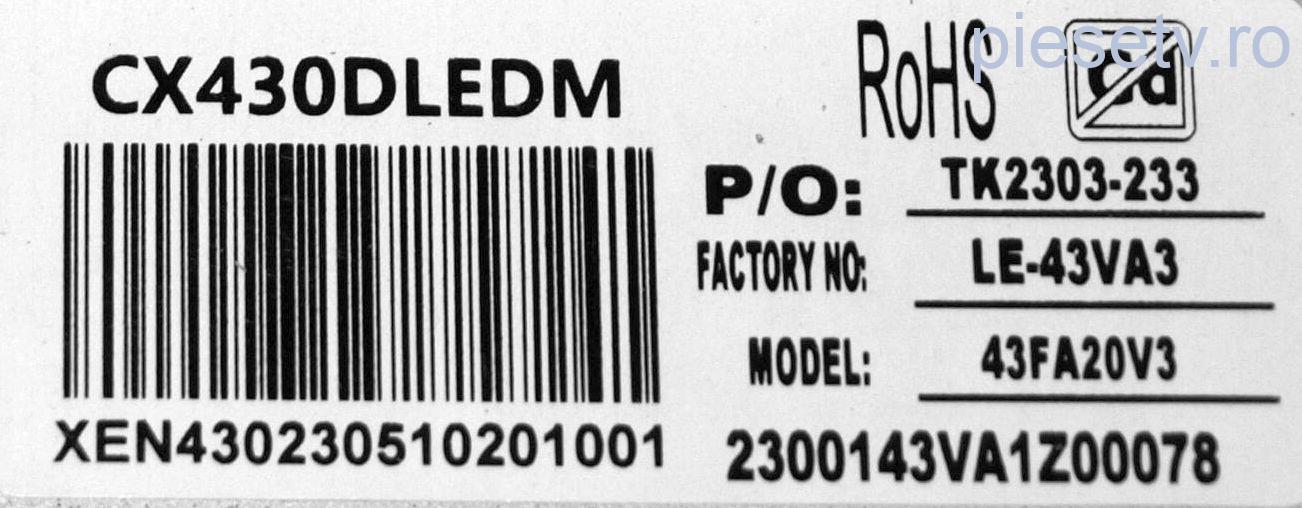 CX430DLEDM
XEN430230510201001
RoHS
Cd
piesetv.ro
P/O: TK2303-233
FACTORY NO: LE-43VA3
MODEL: 43FA20V3
2300143VA1Z00078